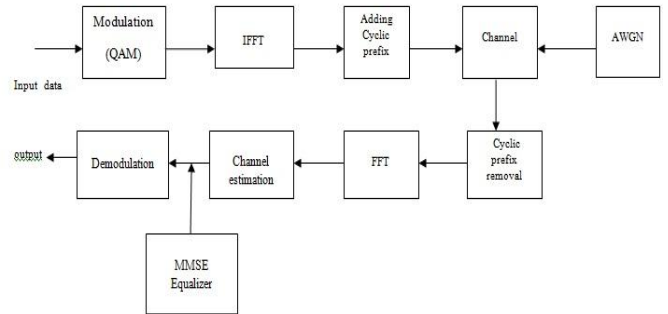 Modulation
(QAM)
IFFT
Adding
Cyclic
prefix
Channel
AWGN
Input data
output
Demodulation
Channel
estimation
FFT
Cyclic
prefix
removal
MMSE
Equalizer